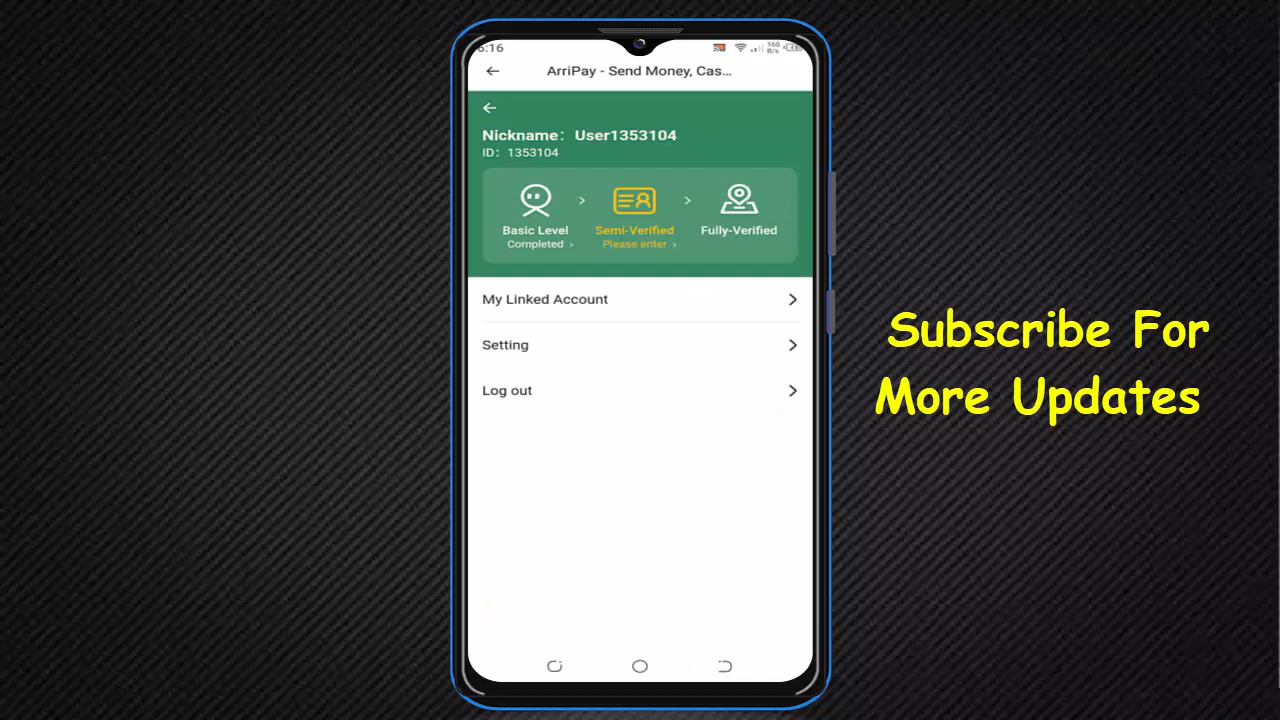 6:16
160
B/s
ArriPay - Send Money, Cas...
Nickname: User1353104
ID: 1353104
Basic Level
Completed
Semi-Verified
Please enter
Fully-Verified
My Linked Account
Setting
Log out
Subscribe For
More Updates